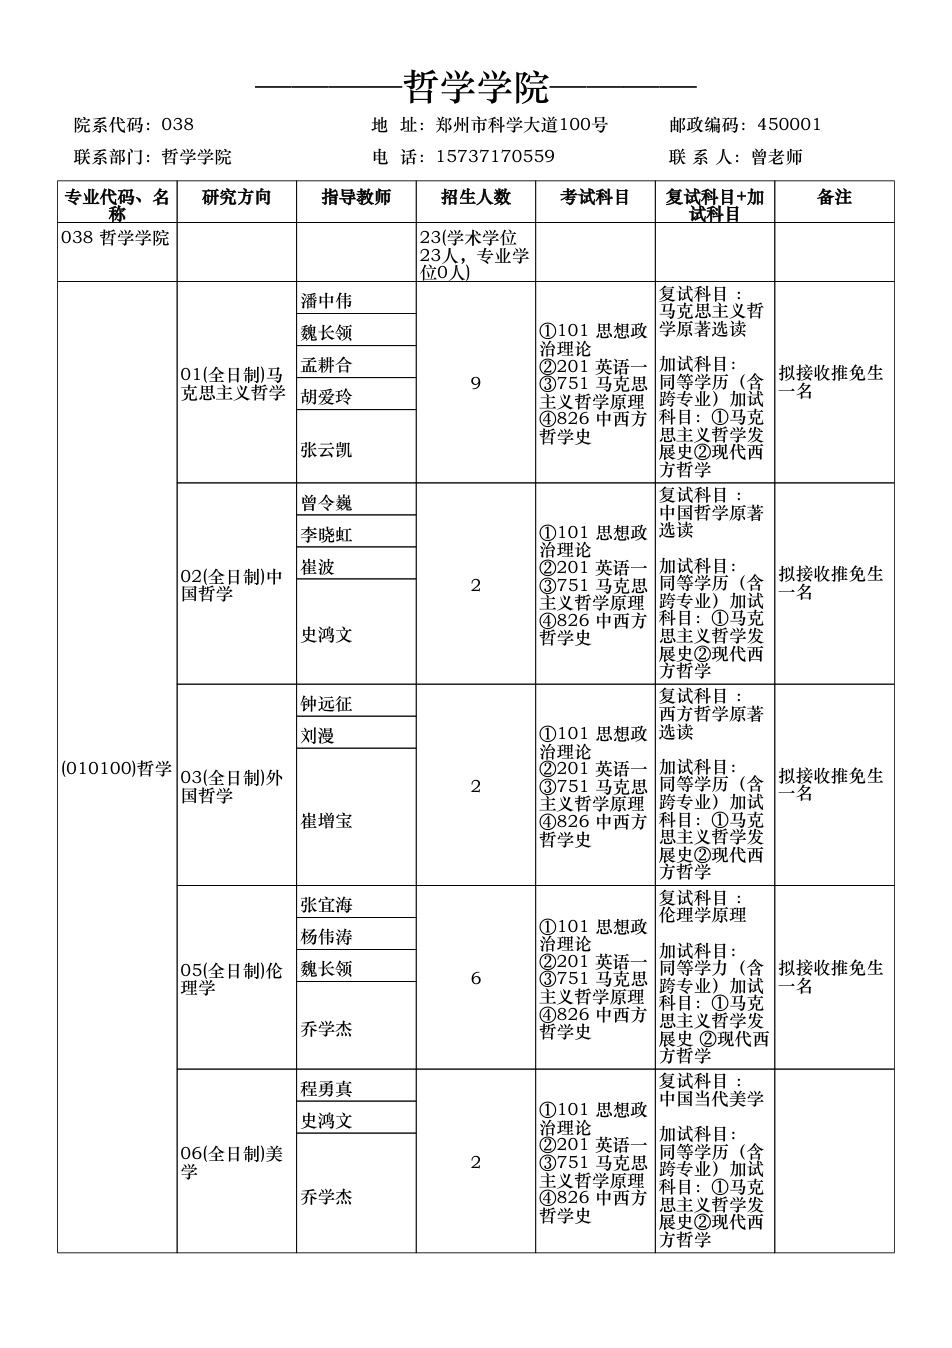 ————哲学学院————
院系代码：038 地 址：郑州市科学大道100号 邮政编码：450001
联系部门：哲学学院 电 话：15737170559 联 系 人：曾老师
专业代码、名
称
研究方向
指导教师
招生人数
考试科目
复试科目+加
试科目
备注
038 哲学学院
23(学术学位
23人，专业学
位0人)
(010100)哲学
01(全日制)马
克思主义哲学
潘中伟
魏长领
孟耕合
胡爱玲
张云凯
9
①101 思想政
治理论
②201 英语一
③751 马克思
主义哲学原理
④826 中西方
哲学史
复试科目：
马克思主义哲
学原著选读
加试科目：
同等学历（含
跨专业）加试
科目：①马克
思主义哲学发
展史②现代西
方哲学
拟接收推免生
一名
02(全日制)中
国哲学
曾令巍
李晓虹
崔波
史鸿文
2
①101 思想政
治理论
②201 英语一
③751 马克思
主义哲学原理
④826 中西方
哲学史
复试科目：
中国哲学原著
选读
加试科目：
同等学历（含
跨专业）加试
科目：①马克
思主义哲学发
展史②现代西
方哲学
拟接收推免生
一名
03(全日制)外
国哲学
钟远征
刘漫
崔增宝
2
①101 思想政
治理论
②201 英语一
③751 马克思
主义哲学原理
④826 中西方
哲学史
复试科目：
西方哲学原著
选读
加试科目：
同等学历（含
跨专业）加试
科目：①马克
思主义哲学发
展史②现代西
方哲学
拟接收推免生
一名
05(全日制)伦
理学
张宜海
杨伟涛
魏长领
乔学杰
6
①101 思想政
治理论
②201 英语一
③751 马克思
主义哲学原理
④826 中西方
哲学史
复试科目：
伦理学原理
加试科目：
同等学力（含
跨专业）加试
科目：①马克
思主义哲学发
展史 ②现代西
方哲学
拟接收推免生
一名
06(全日制)美
学
程勇真
史鸿文
乔学杰
2
①101 思想政
治理论
②201 英语一
③751 马克思
主义哲学原理
④826 中西方
哲学史
复试科目：
中国当代美学
加试科目：
同等学历（含
跨专业）加试
科目：①马克
思主义哲学发
展史②现代西
方哲学